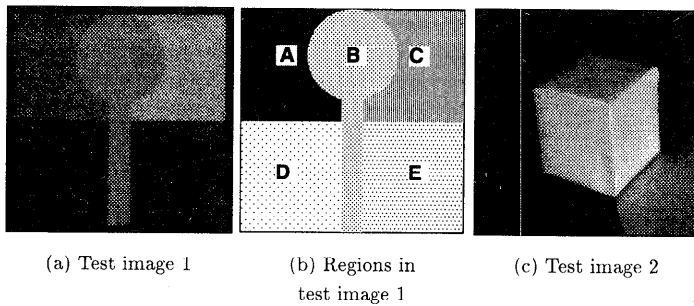 A
B
C
D
E
(a) Test image 1
(b) Regions in
test image 1
(c) Test image 2